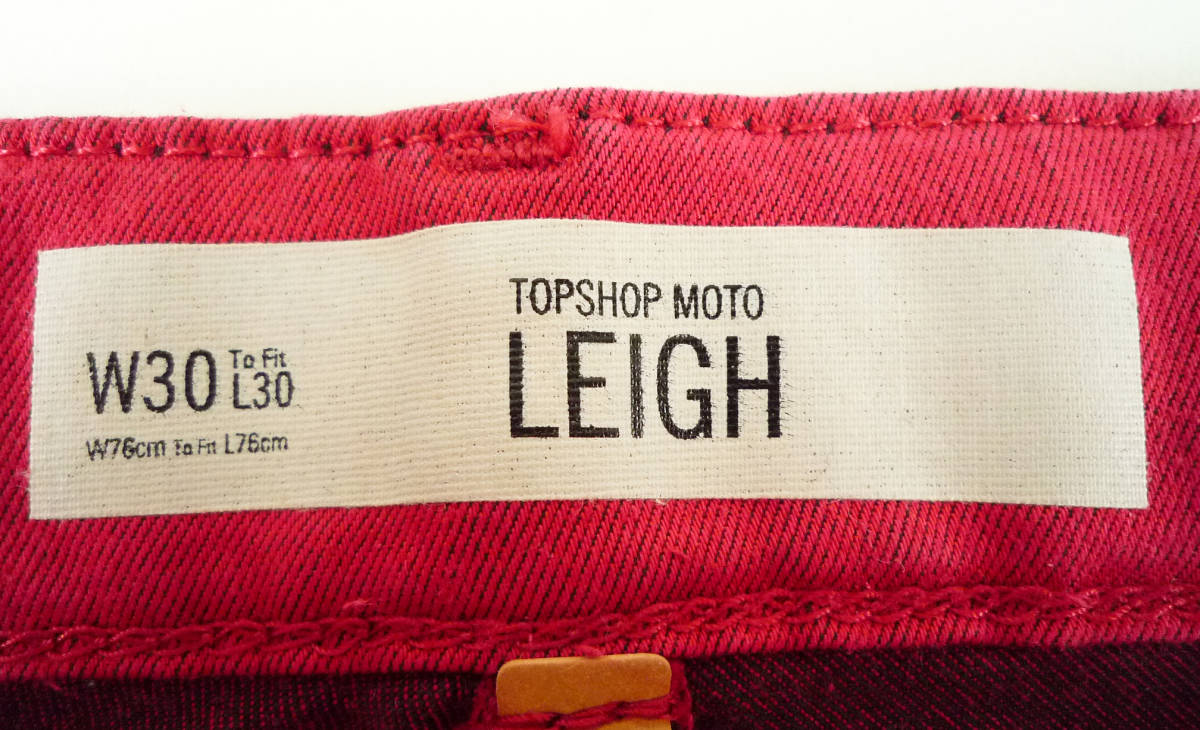 TOPSHOP MOTO
LEIGH
W30 To Fit L30
W76cm To Fit L76cm